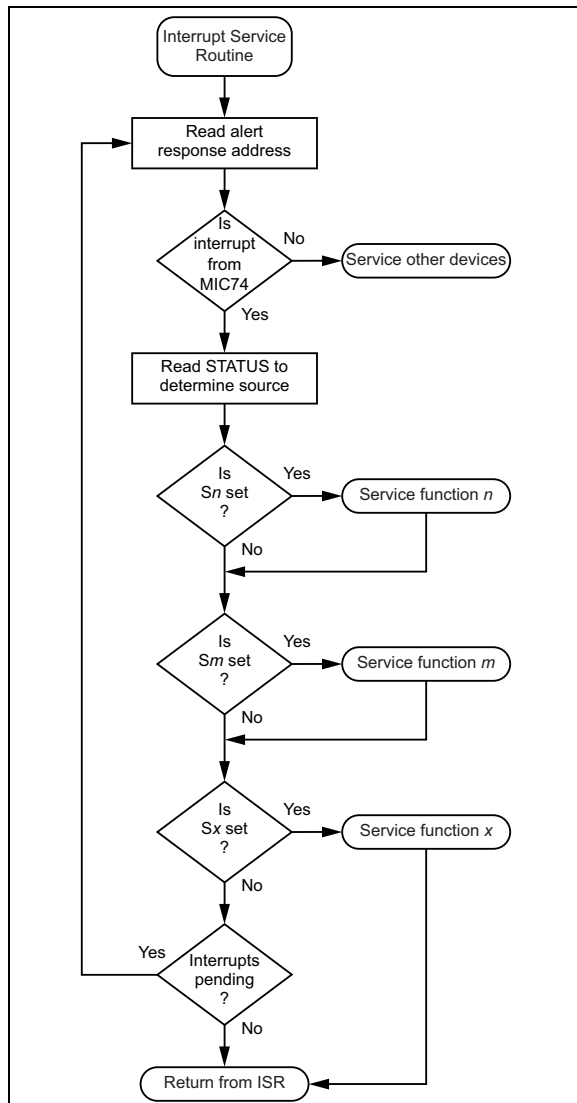 Interrupt Service
Routine
Read alert
response address
Is
interrupt
from
MIC74
No
Service other devices
Yes
Read STATUS to
determine source
Is
Sn set
?
Yes
Service function n
No
Is
Sm set
?
Yes
Service function m
No
Is
Sx set
?
Yes
Service function x
No
Yes
Interrupts
pending
?
No
Return from ISR